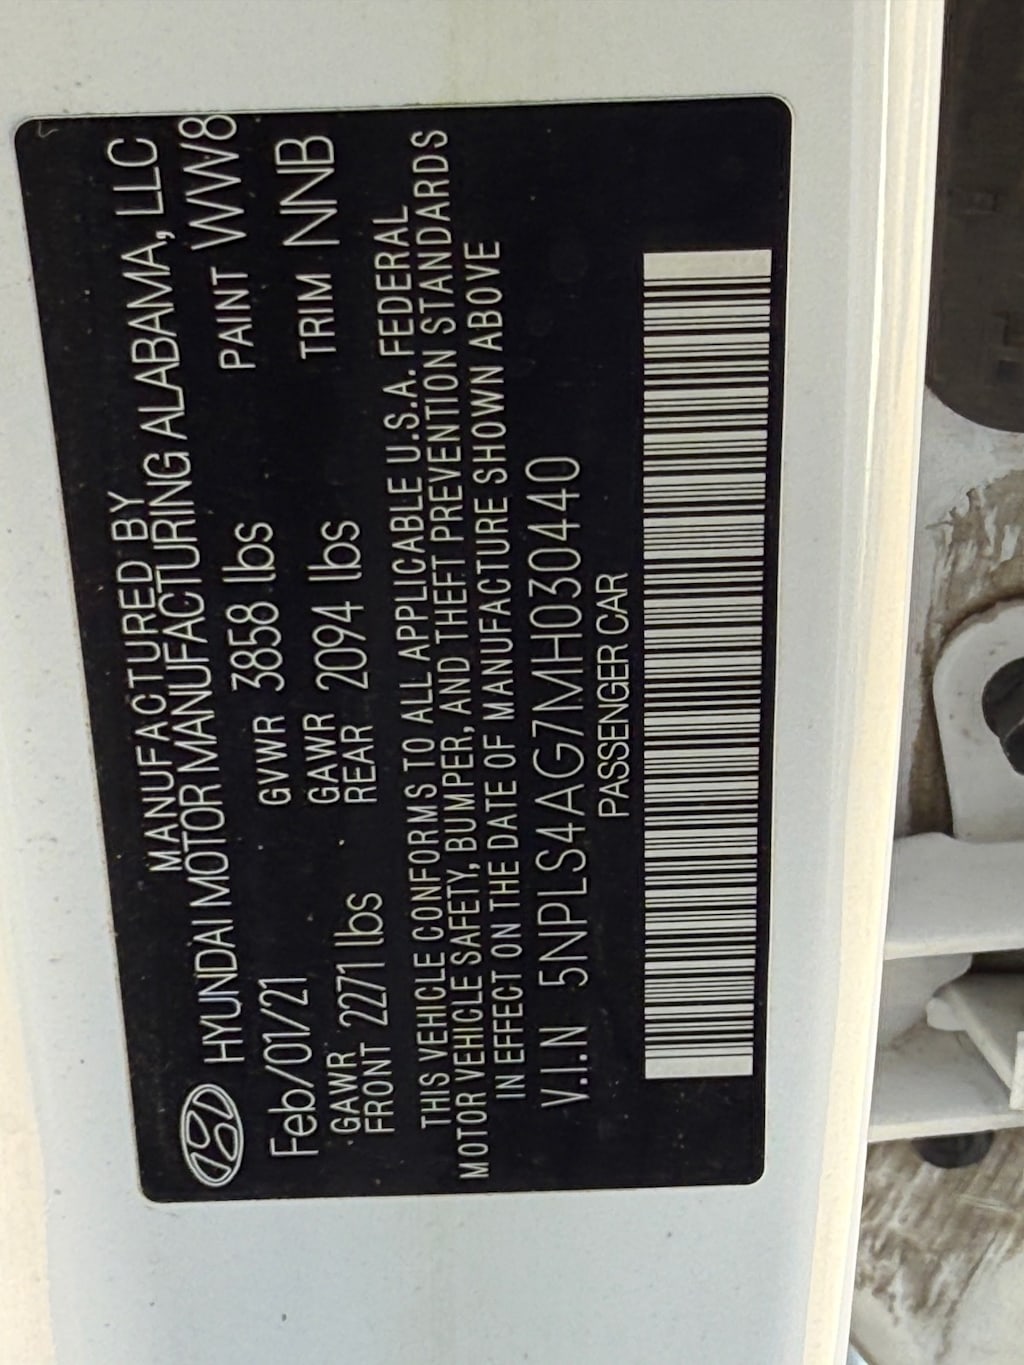 MANUFACTURED BY
HYUNDAI MOTOR MANUFACTURING ALABAMA, LLC
Feb/01/21 GVWR 3858 lbs PAINT WW8
GAWR FRONT 2271 lbs GAWR REAR 2094 lbs TRIM NNB
THIS VEHICLE CONFORMS TO ALL APPLICABLE U.S.A. FEDERAL
MOTOR VEHICLE SAFETY, BUMPER, AND THEFT PREVENTION STANDARDS
IN EFFECT ON THE DATE OF MANUFACTURE SHOWN ABOVE
V.I.N 5NPLS4AG7MH030440
PASSENGER CAR